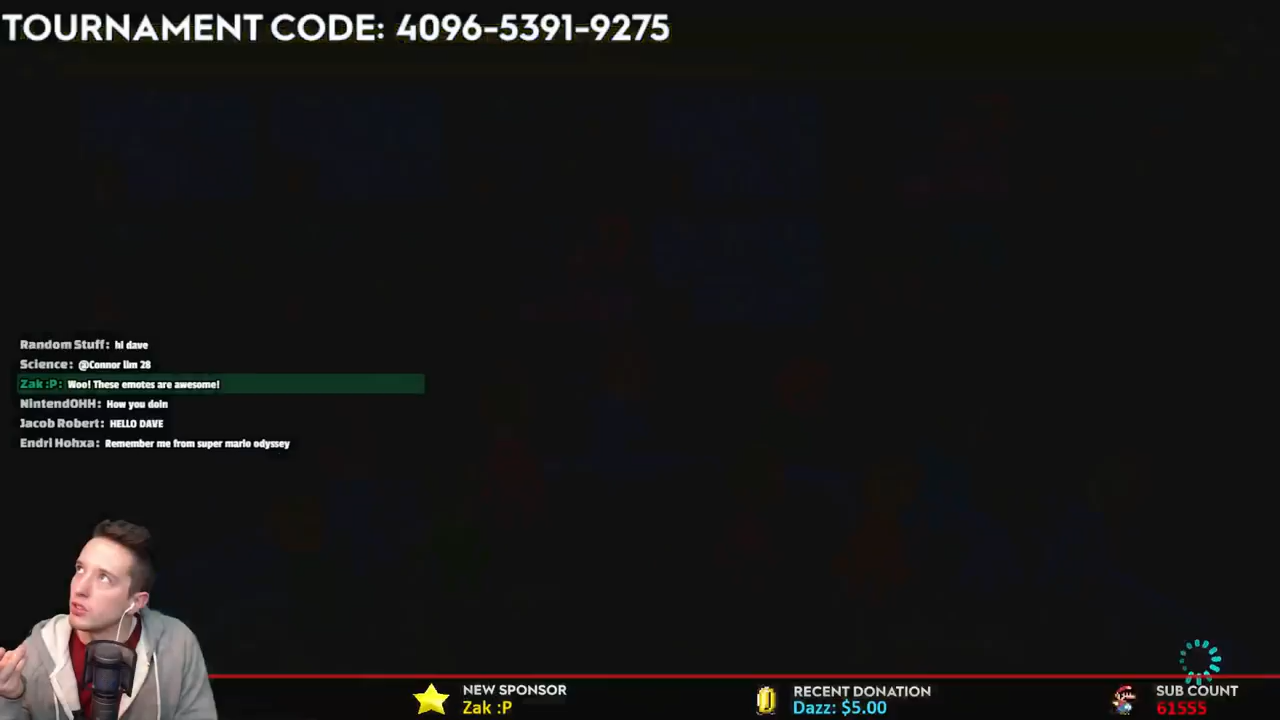 TOURNAMENT CODE: 4096-5391-9275
Random Stuff: hi dave
Science: @Connor lim 28
Zak :P: Woo! These emotes are awesome!
NintendOHH: How you doin
Jacob Robert: HELLO DAVE
Endri Hohxa: Remember me from super mario odyssey
NEW SPONSOR
Zak :P
RECENT DONATION
Dazz: $5.00
SUB COUNT
61555